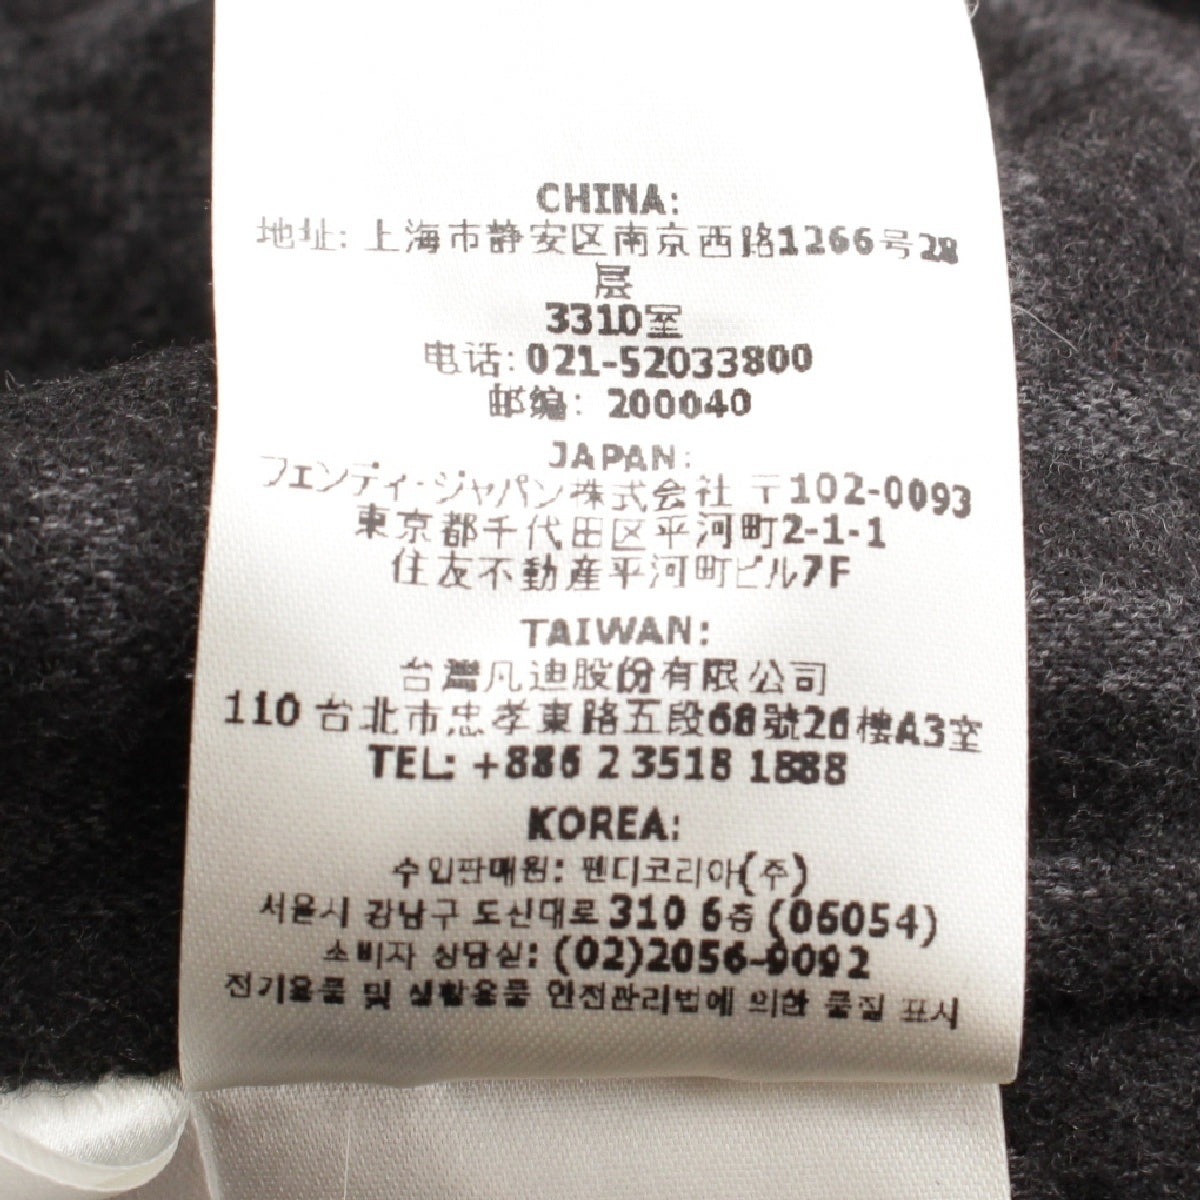 CHINA:
地址: 上海市静安区南京西路1266号28
层
3310室
电话: 021-52033800
邮编: 200040
JAPAN:
フェンディ・ジャパン株式会社 〒102-0093
東京都千代田区平河町2-1-1
住友不動産平河町ビル7F
TAIWAN:
台灣凡迪股份有限公司
110 台北市忠孝東路五段68號26樓A3室
TEL: +886 2 3518 1888
KOREA:
수입판매원: 펜디코리아(주)
서울시 강남구 도산대로 310 6층 (06054)
소비자 상담실: (02)2056-9092
전기용품 및 생활용품 안전관리법에 의한 품질 표시